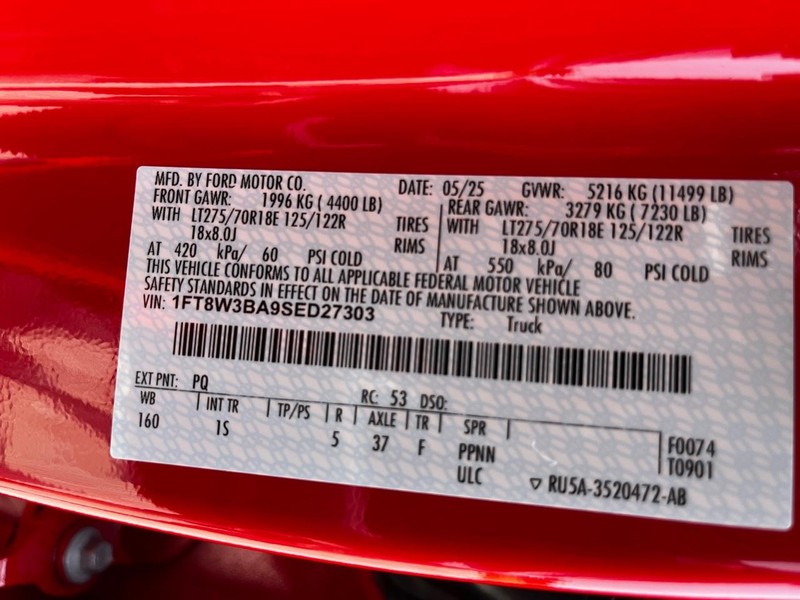 MFD. BY FORD MOTOR CO. DATE: 05/25 GVWR: 5216 KG (11499 LB)
FRONT GAWR: 1996 KG ( 4400 LB) REAR GAWR: 3279 KG ( 7230 LB)
WITH LT275/70R18E 125/122R TIRES WITH LT275/70R18E 125/122R TIRES
18x8.0J RIMS 18x8.0J RIMS
AT 420 kPa/ 60 PSI COLD AT 550 kPa/ 80 PSI COLD
THIS VEHICLE CONFORMS TO ALL APPLICABLE FEDERAL MOTOR VEHICLE
SAFETY STANDARDS IN EFFECT ON THE DATE OF MANUFACTURE SHOWN ABOVE.
VIN: 1FT8W3BA9SED27303 TYPE: Truck
EXT PNT: PQ RC: 53 DSO:
WB INT TR TP/PS R AXLE TR SPR
160 1S 5 37 F PPNN F0074
ULC T0901
▽ RU5A-3520472-AB